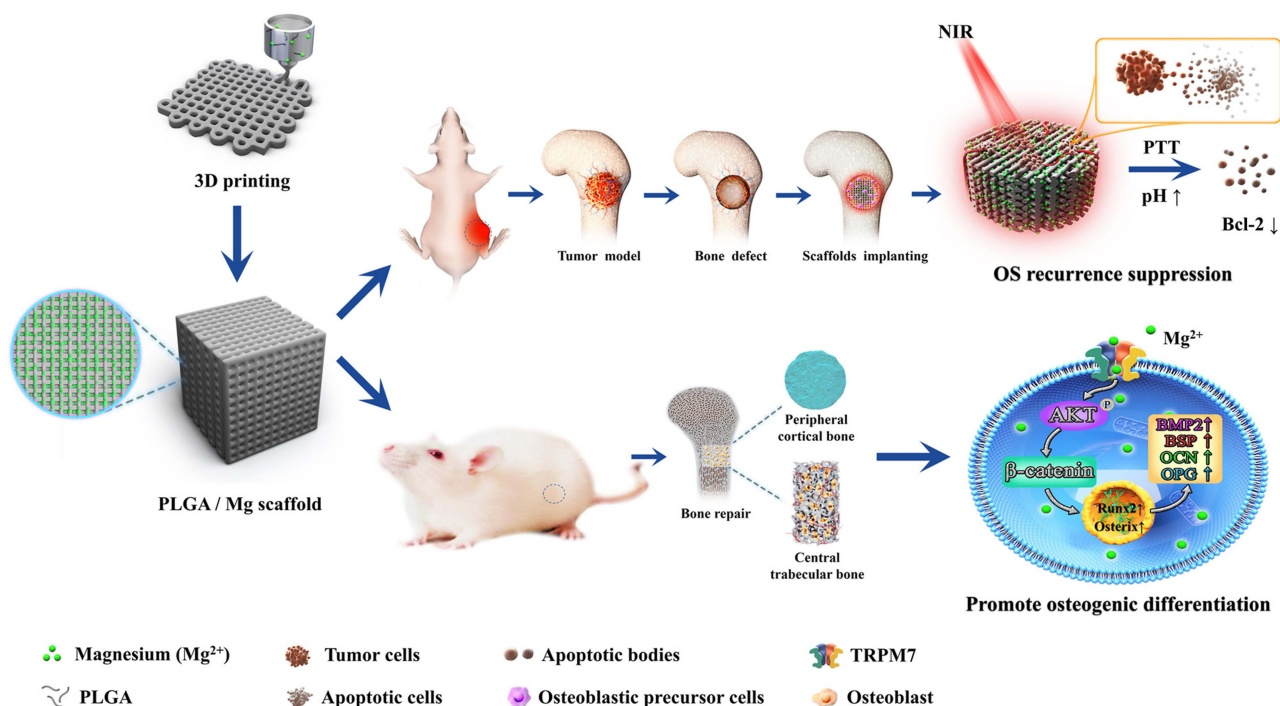 3D printing
PLGA / Mg scaffold
Tumor model
Bone defect
Scaffolds implanting
NIR
PTT
pH ↑
Bcl-2 ↓
OS recurrence suppression
Bone repair
Peripheral
cortical bone
Central
trabecular bone
Mg²⁺
AKT
P
β-catenin
Runx2↑
Osterix↑
BMP2↑
BSP ↑
OCN ↑
OPG ↑
Promote osteogenic differentiation
Magnesium (Mg²⁺)
Tumor cells
Apoptotic bodies
TRPM7
PLGA
Apoptotic cells
Osteoblastic precursor cells
Osteoblast